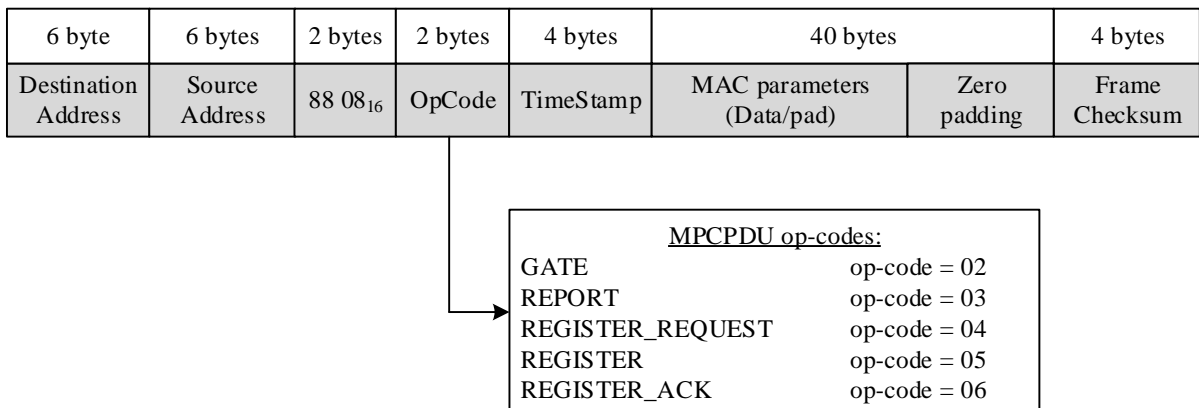 6 byte 6 bytes 2 bytes 2 bytes 4 bytes 40 bytes 4 bytes
Destination Address
Source Address
88 08₁₆
OpCode
TimeStamp
MAC parameters
(Data/pad)
Zero padding
Frame Checksum
MPCPDU op-codes:
GATE op-code = 02
REPORT op-code = 03
REGISTER_REQUEST op-code = 04
REGISTER op-code = 05
REGISTER_ACK op-code = 06